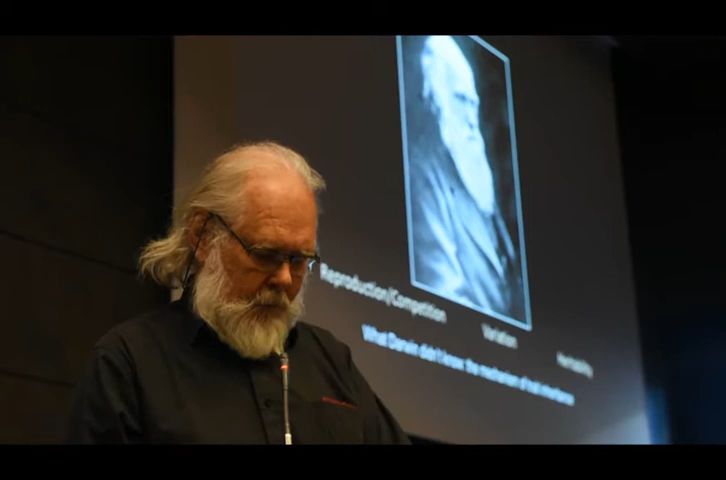 Reproduction/Competition
Variation
Heritability
What Darwin didn't know: the mechanism of trait inheritance